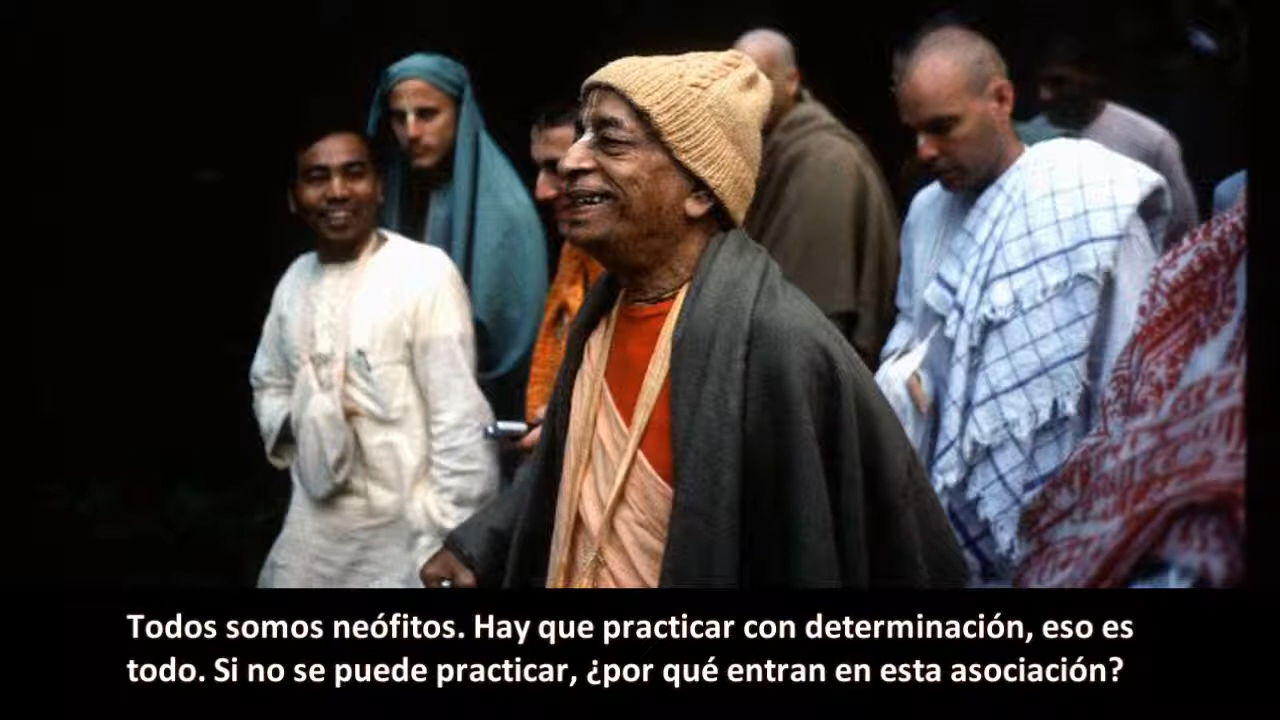 Todos somos neófitos. Hay que practicar con determinación, eso es
todo. Si no se puede practicar, ¿por qué entran en esta asociación?